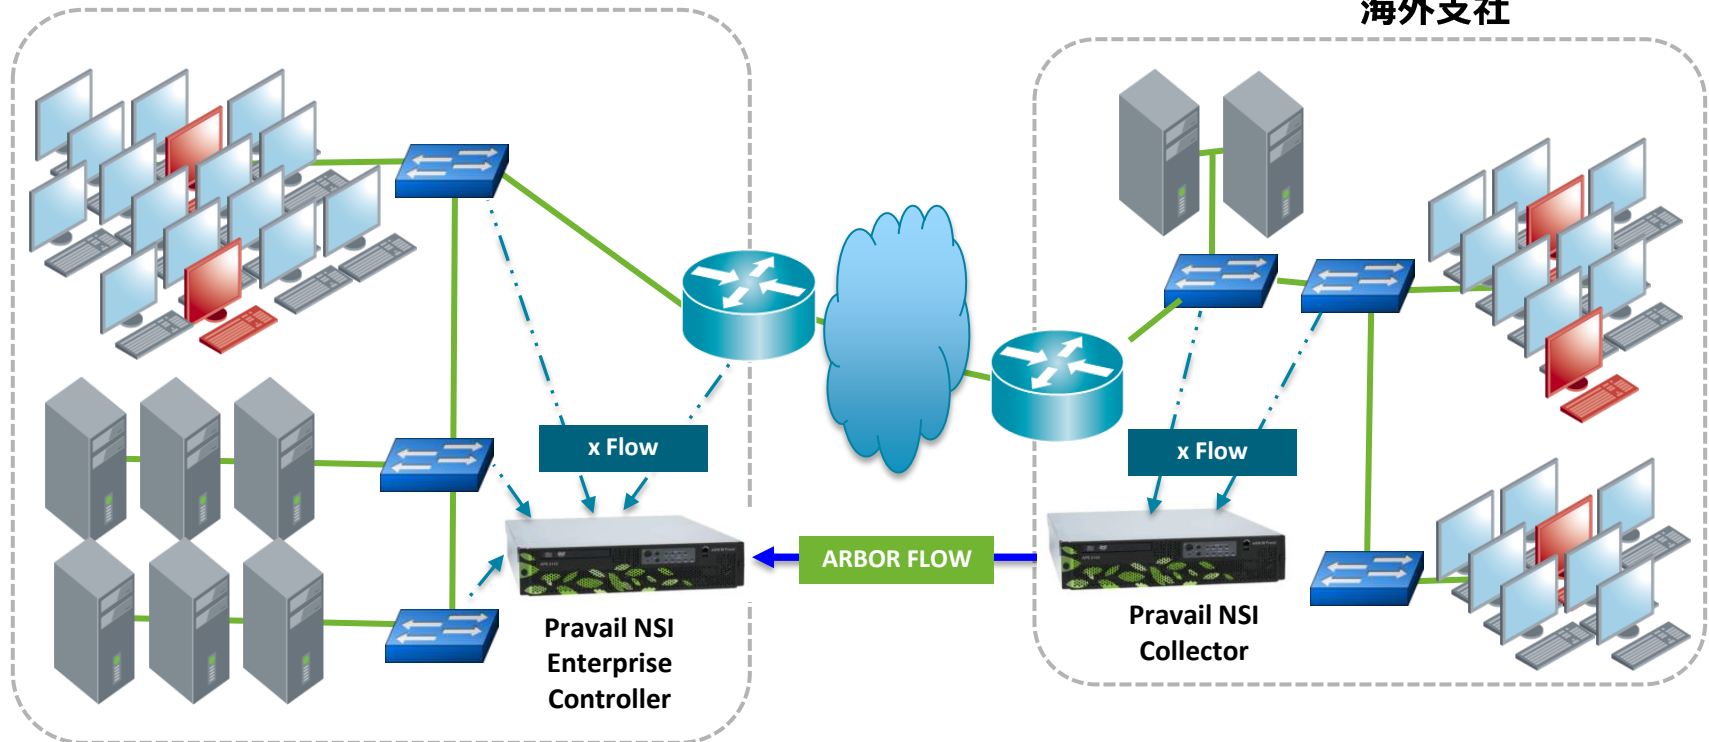 海外支社
x Flow
x Flow
ARBOR FLOW
Pravail NSI
Enterprise
Controller
Pravail NSI
Collector